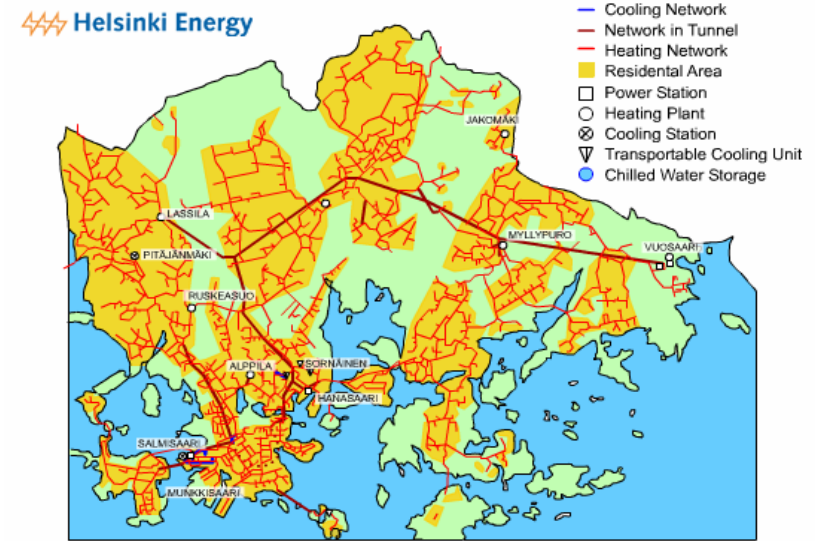 Helsinki Energy
Cooling Network
Network in Tunnel
Heating Network
Residental Area
Power Station
Heating Plant
Cooling Station
Transportable Cooling Unit
Chilled Water Storage
JAKOMÄKI
LASSILA
MYLLYPURO
VUOSAARI
PITÄJÄNMÄKI
RUSKEASUO
ALPPILA
SÖRNÄINEN
HANASAARI
SALMISAARI
MUNKKISAARI